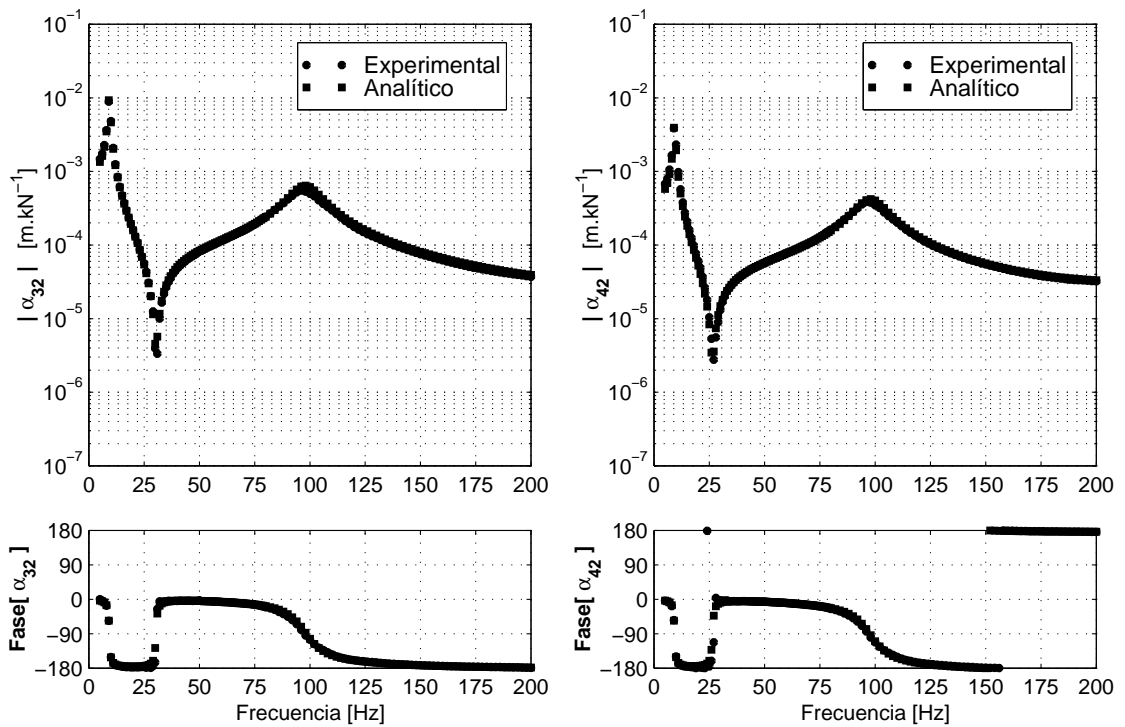 10⁻¹
10⁻²
10⁻³
10⁻⁴
10⁻⁵
10⁻⁶
10⁻⁷
| α₃₂ | [m.kN⁻¹]
Experimental
Analítico
0 25 50 75 100 125 150 175 200
10⁻¹
10⁻²
10⁻³
10⁻⁴
10⁻⁵
10⁻⁶
10⁻⁷
| α₄₂ | [m.kN⁻¹]
Experimental
Analítico
0 25 50 75 100 125 150 175 200
180
90
0
−90
−180
Fase[ α₃₂ ]
0 25 50 75 100 125 150 175 200
Frecuencia [Hz]
180
90
0
−90
−180
Fase[ α₄₂ ]
0 25 50 75 100 125 150 175 200
Frecuencia [Hz]